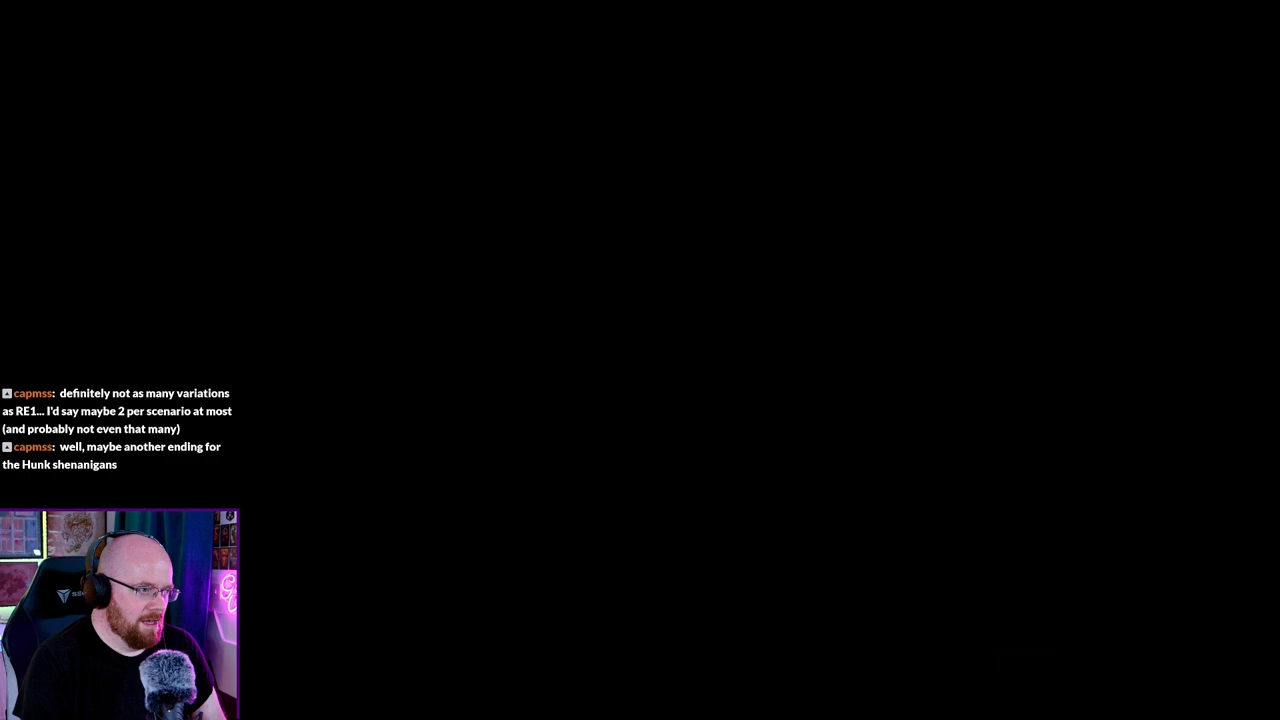 capmss: definitely not as many variations
as RE1... I'd say maybe 2 per scenario at most
(and probably not even that many)
capmss: well, maybe another ending for
the Hunk shenanigans